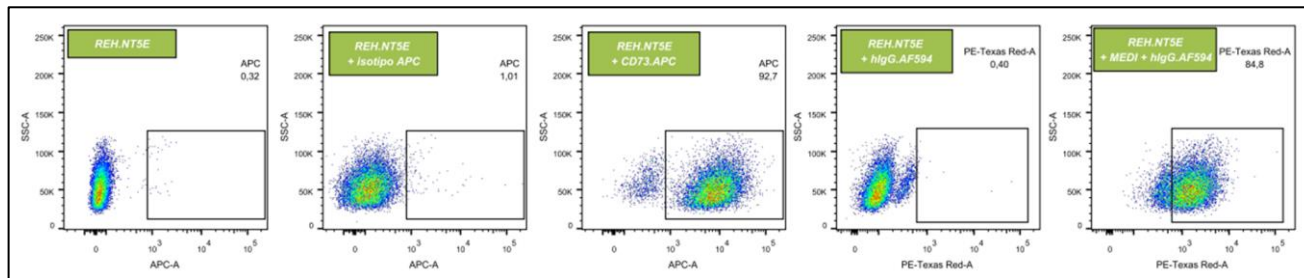 REH.NT5E
APC
0,32
250K
200K
150K
100K
50K
0
SSC-A
0
10³
10⁴
10⁵
APC-A
REH.NT5E
+ isotipo APC
APC
1,01
250K
200K
150K
100K
50K
0
SSC-A
0
10³
10⁴
10⁵
APC-A
REH.NT5E
+ CD73.APC
APC
92,7
250K
200K
150K
100K
50K
0
SSC-A
0
10³
10⁴
10⁵
APC-A
REH.NT5E
+ hIgG.AF594
PE-Texas Red-A
0,40
250K
200K
150K
100K
50K
0
SSC-A
0
10³
10⁴
10⁵
PE-Texas Red-A
REH.NT5E
+ MEDI + hIgG.AF594
PE-Texas Red-A
84,8
250K
200K
150K
100K
50K
0
SSC-A
0
10³
10⁴
10⁵
PE-Texas Red-A